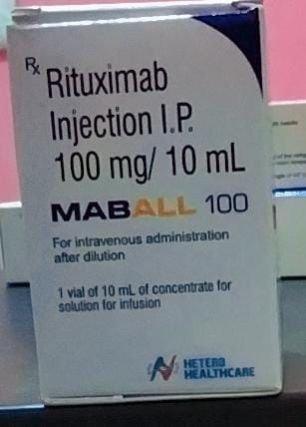 Rx Rituximab
Injection I.P.
100 mg/ 10 mL
MABALL 100
For intravenous administration
after dilution
1 vial of 10 mL of concentrate for
solution for infusion
HETERO
HEALTHCARE